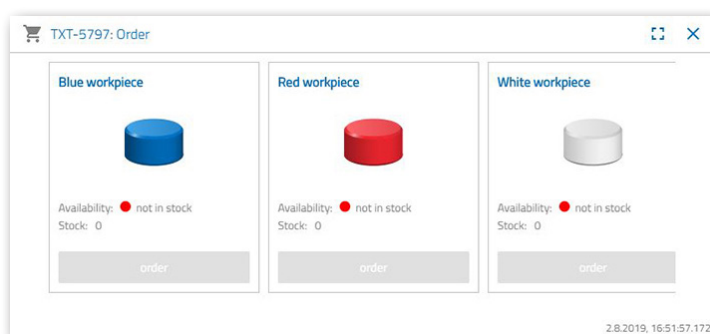 TXT-5797: Order
Blue workpiece
Availability: not in stock
Stock: 0
order
Red workpiece
Availability: not in stock
Stock: 0
order
White workpiece
Availability: not in stock
Stock: 0
order
2.8.2019, 16:51:57.172